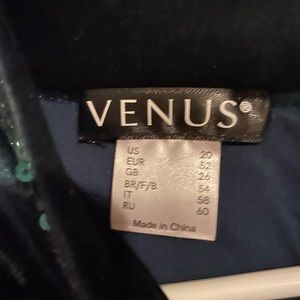 VENUS®
US 20
EUR 52
GB 26
BR/F/B 54
IT 58
RU 60
Made in China